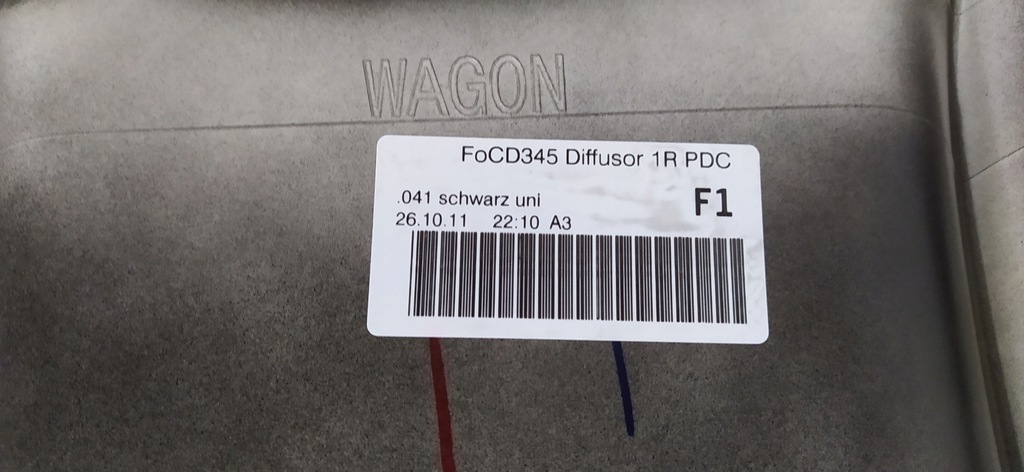 WAGON
FoCD345 Diffusor 1R PDC
.041 schwarz uni
F1
26.10.11 22:10 A3